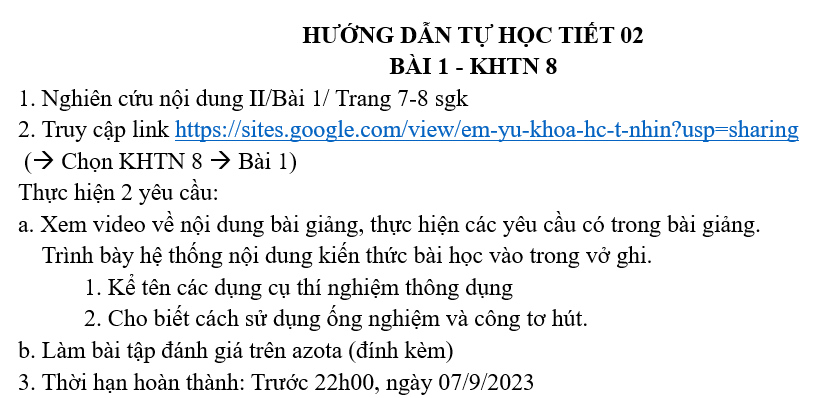 HƯỚNG DẪN TỰ HỌC TIẾT 02
BÀI 1 - KHTN 8
1. Nghiên cứu nội dung II/Bài 1/ Trang 7-8 sgk
2. Truy cập link https://sites.google.com/view/em-yu-khoa-hc-t-nhin?usp=sharing
(→ Chọn KHTN 8 → Bài 1)
Thực hiện 2 yêu cầu:
a. Xem video về nội dung bài giảng, thực hiện các yêu cầu có trong bài giảng.
Trình bày hệ thống nội dung kiến thức bài học vào trong vở ghi.
1. Kể tên các dụng cụ thí nghiệm thông dụng
2. Cho biết cách sử dụng ống nghiệm và công tơ hút.
b. Làm bài tập đánh giá trên azota (đính kèm)
3. Thời hạn hoàn thành: Trước 22h00, ngày 07/9/2023